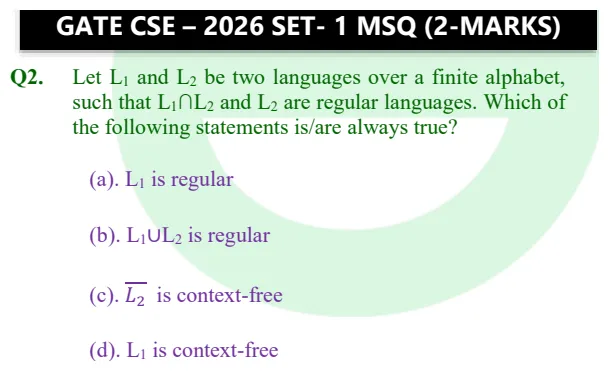 GATE CSE – 2026 SET- 1 MSQ (2-MARKS)
Q2. Let L₁ and L₂ be two languages over a finite alphabet,
such that L₁∩L₂ and L₂ are regular languages. Which of
the following statements is/are always true?
(a). L₁ is regular
(b). L₁∪L₂ is regular
(c). L̅₂ is context-free
(d). L₁ is context-free